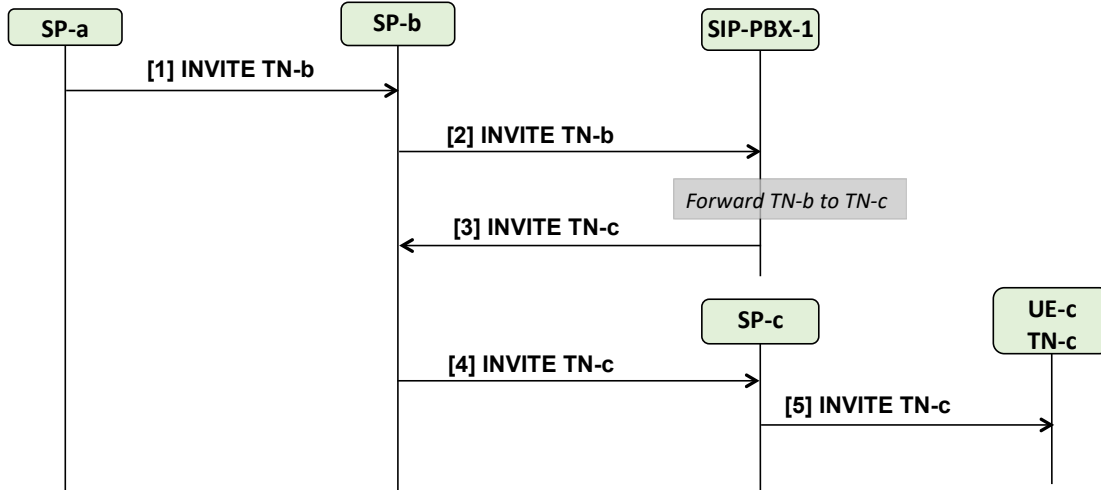 SP-a
SP-b
SIP-PBX-1
[1] INVITE TN-b
[2] INVITE TN-b
Forward TN-b to TN-c
[3] INVITE TN-c
SP-c
UE-c
TN-c
[4] INVITE TN-c
[5] INVITE TN-c